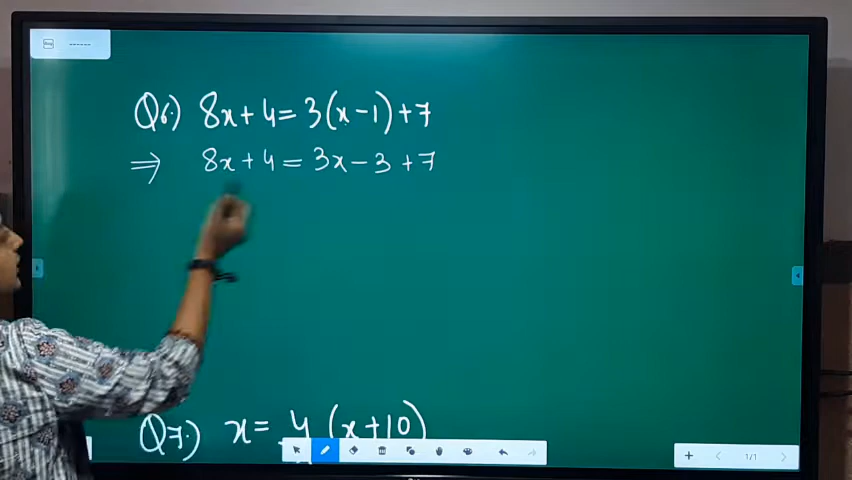 Q6.) 8x+4=3(x-1)+7
⇒ 8x+4=3x-3+7
Q7.) x= 4 (x+10)
1/1